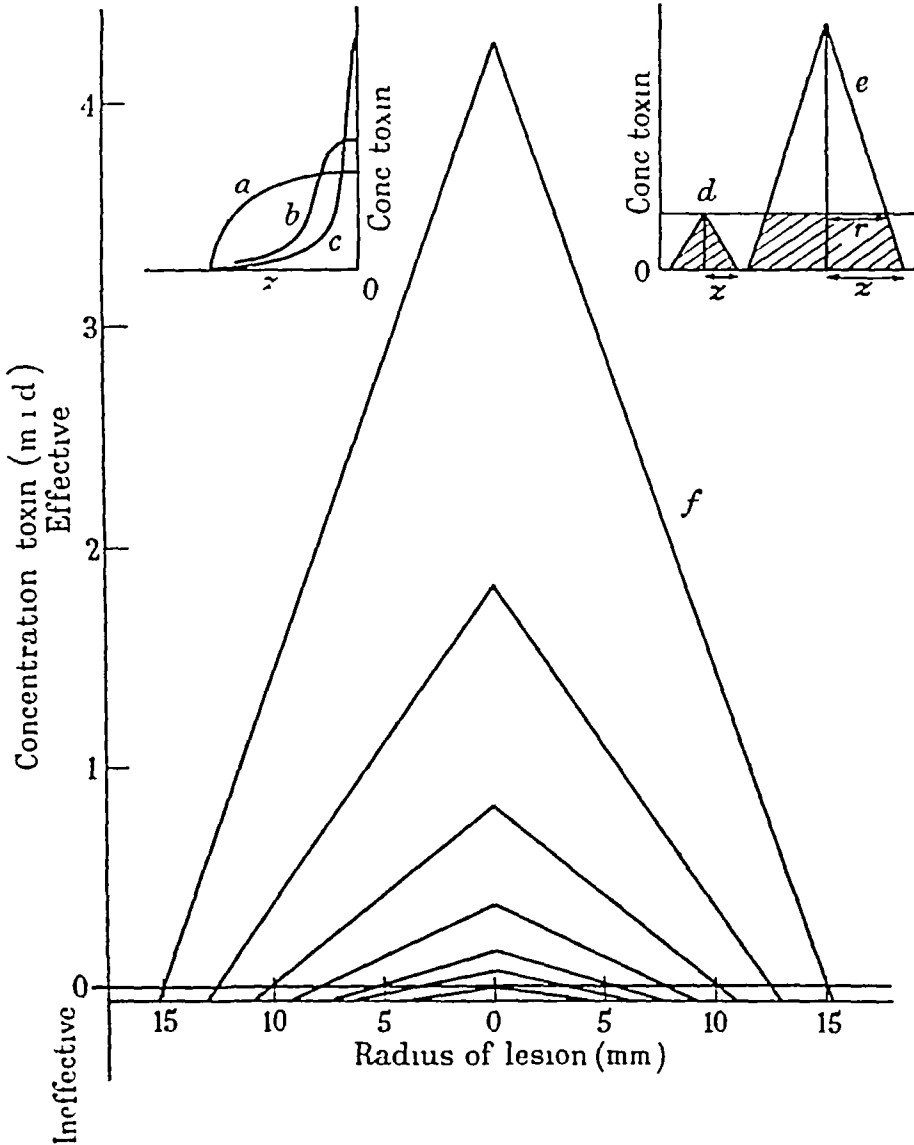 Conc toxin
a
b
c
z
0
Conc toxin
d
e
r
z
z
0
Concentration toxin (m i d)
Effective
4
3
2
1
0
f
Ineffective
15 10 5 0 5 10 15
Radius of lesion (mm)